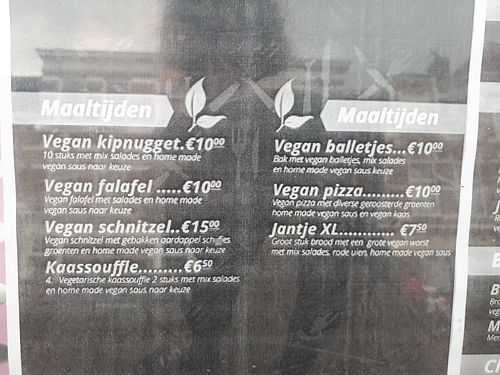 Maaltijden
Vegan kipnugget.€10⁰⁰
10 stuks met mix salades en home made
vegan saus naar keuze
Vegan falafel .....€10⁰⁰
Vegan falafel met salades en home made
vegan saus naar keuze
Vegan schnitzel..€15⁰⁰
Vegan schnitzel met gebakken aardappel schijfjes
groenten en home made vegan saus naar keuze
Kaassouffle.........€6⁵⁰
4. Vegetarische kaassouffle 2 stuks met mix salades
en home made vegan saus naar keuze
Maaltijden
Vegan balletjes...€10⁰⁰
Bak met vegan balletjes, mix salades
en home made vegan saus naar keuze
Vegan pizza.........€10⁰⁰
Vegan pizza met diverse geroosterde groenten
home made vegan saus en vegan kaas
Jantje XL............ €7⁵⁰
Groot stuk brood met een grote vegan worst
met mix salades, rode uien, home made vegan saus